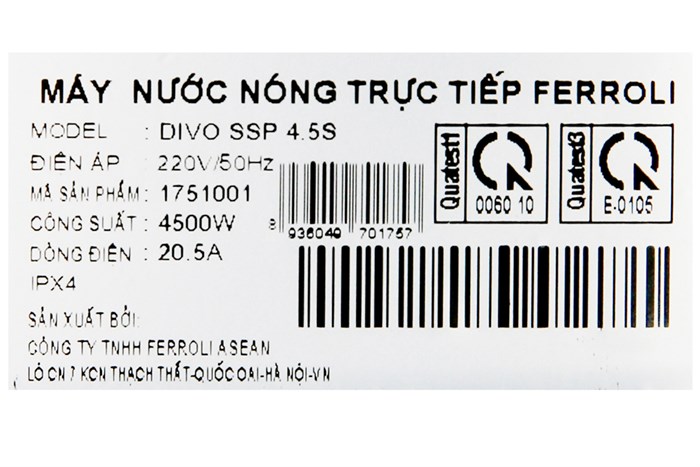 MÁY NƯỚC NÓNG TRỰC TIẾP FERROLI
MODEL : DIVO SSP 4.5S
ĐIỆN ÁP : 220V/50Hz
MÃ SẢN PHẨM : 1751001
CÔNG SUẤT : 4500W
DÒNG ĐIỆN : 20.5A
IPX4
8 936049 701757
Quatest1
0060 10
Quatest3
E-0105
SẢN XUẤT BỞI:
CÔNG TY TNHH FERROLI ASEAN
LÔ CN 7 KCN THẠCH THẤT-QUỐC OAI-HÀ NỘI-VN